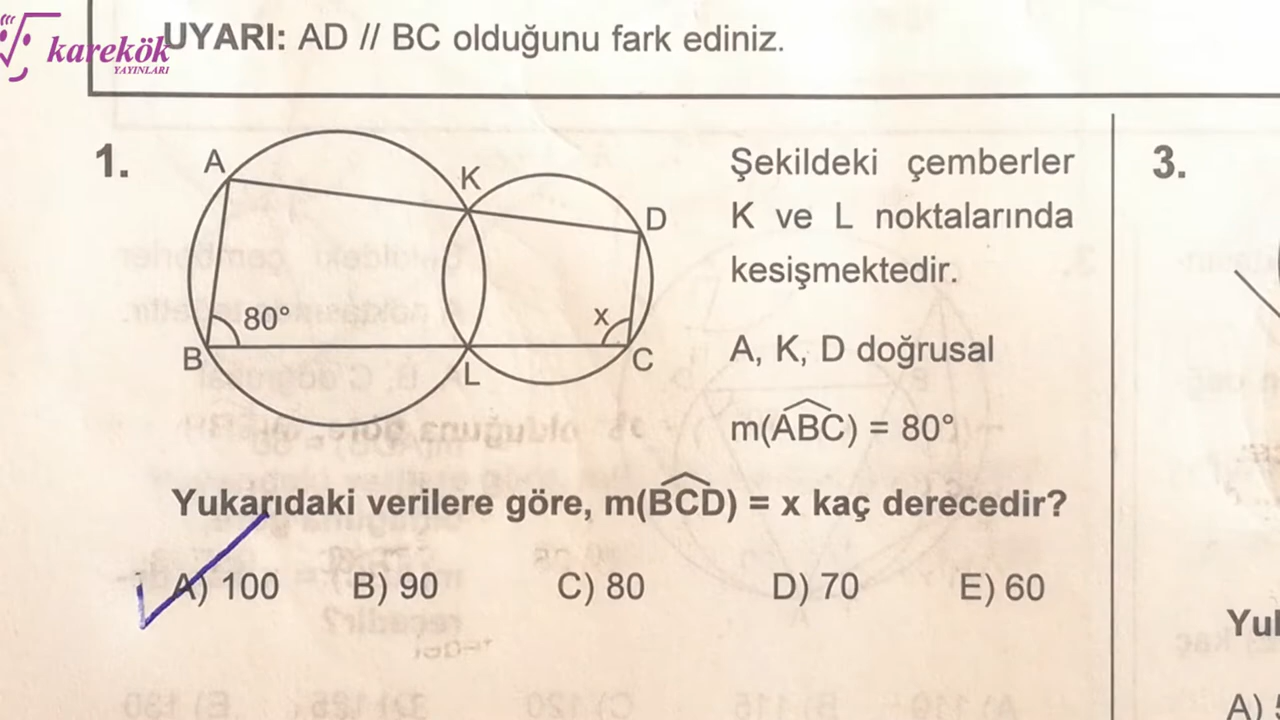 karekök
YAYINLARI
UYARI: AD // BC olduğunu fark ediniz.
1.
A
K
D
80°
x
B
L
C
Şekildeki çemberler
K ve L noktalarında
kesişmektedir.
A, K, D doğrusal
m(ABC) = 80°
Yukarıdaki verilere göre, m(BCD) = x kaç derecedir?
A) 100 B) 90 C) 80 D) 70 E) 60
3.
A)